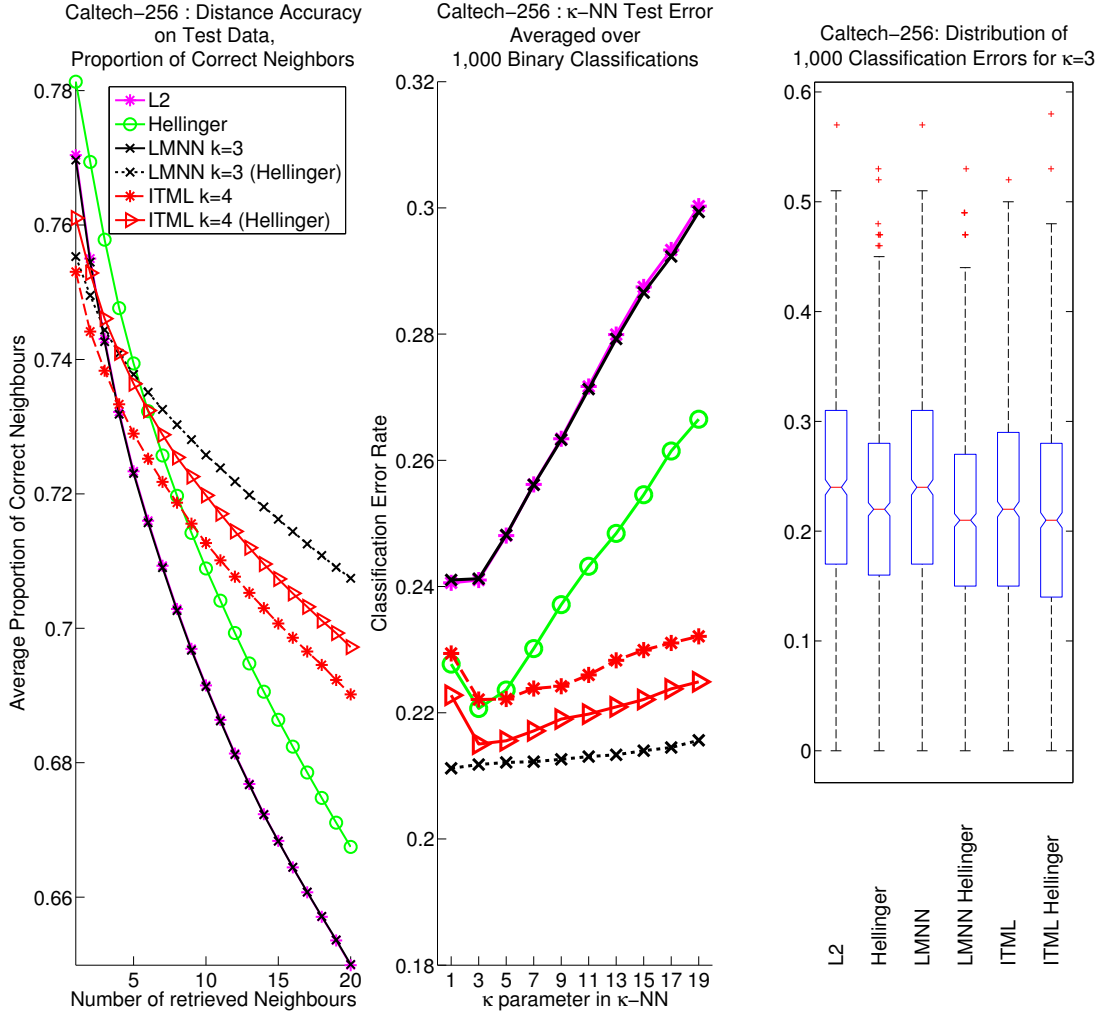 Caltech-256 : Distance Accuracy
on Test Data,
Proportion of Correct Neighbors
0.78
0.76
0.74
0.72
0.7
0.68
0.66
5
10
15
20
Average Proportion of Correct Neighbours
Number of retrieved Neighbours
L2
Hellinger
LMNN k=3
LMNN k=3 (Hellinger)
ITML k=4
ITML k=4 (Hellinger)
Caltech-256 : κ-NN Test Error
Averaged over
1,000 Binary Classifications
0.32
0.3
0.28
0.26
0.24
0.22
0.2
0.18
1
3
5
7
9
11
13
15
17
19
Classification Error Rate
κ parameter in κ-NN
Caltech-256: Distribution of
1,000 Classification Errors for κ=3
0.6
0.5
0.4
0.3
0.2
0.1
0
L2
Hellinger
LMNN
LMNN Hellinger
ITML
ITML Hellinger